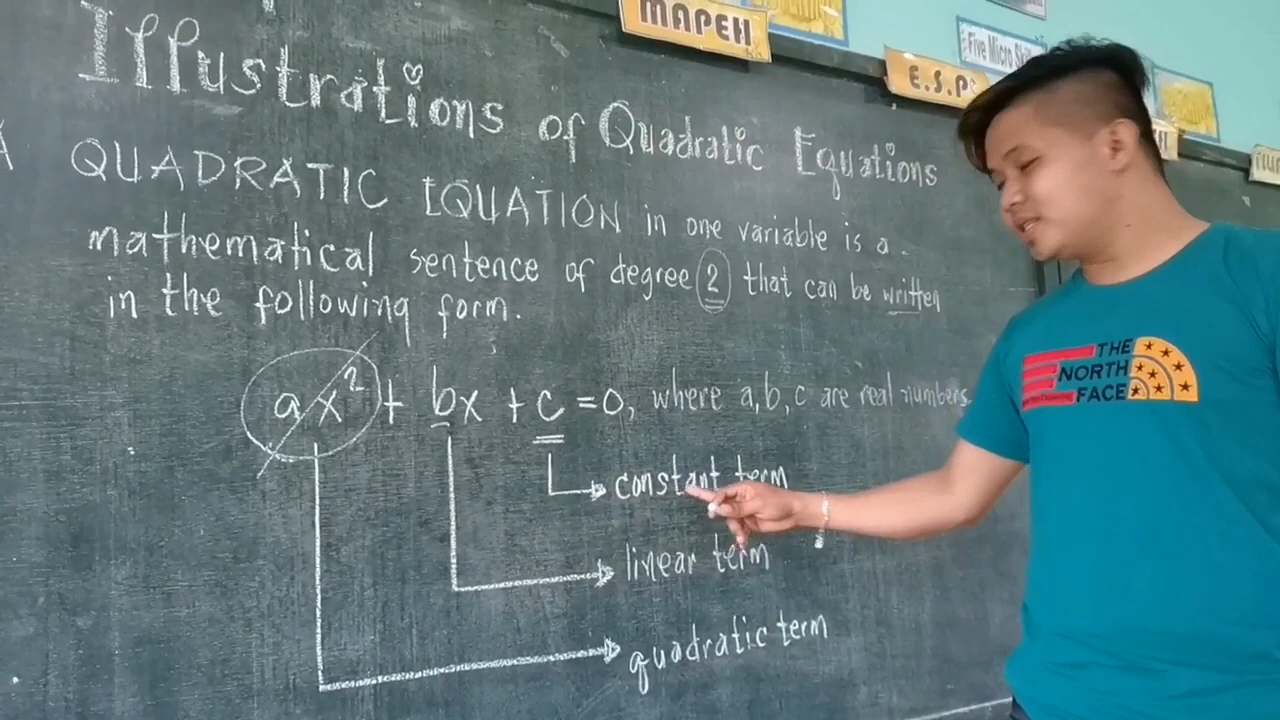 MAPEH
Five Micro
E.S.P
Illustrations of Quadratic Equations
A QUADRATIC EQUATION in one variable is a
mathematical sentence of degree 2 that can be written
in the following form.
ax² + bx + c = 0, where a, b, c are real numbers
constant term
linear term
quadratic term
THE
NORTH
FACE